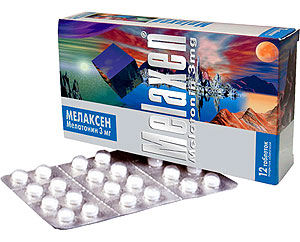 МЕЛАКСЕН
Мелатонин 3 мг
Melaxen®
Melatonin 3mg
12 таблеток